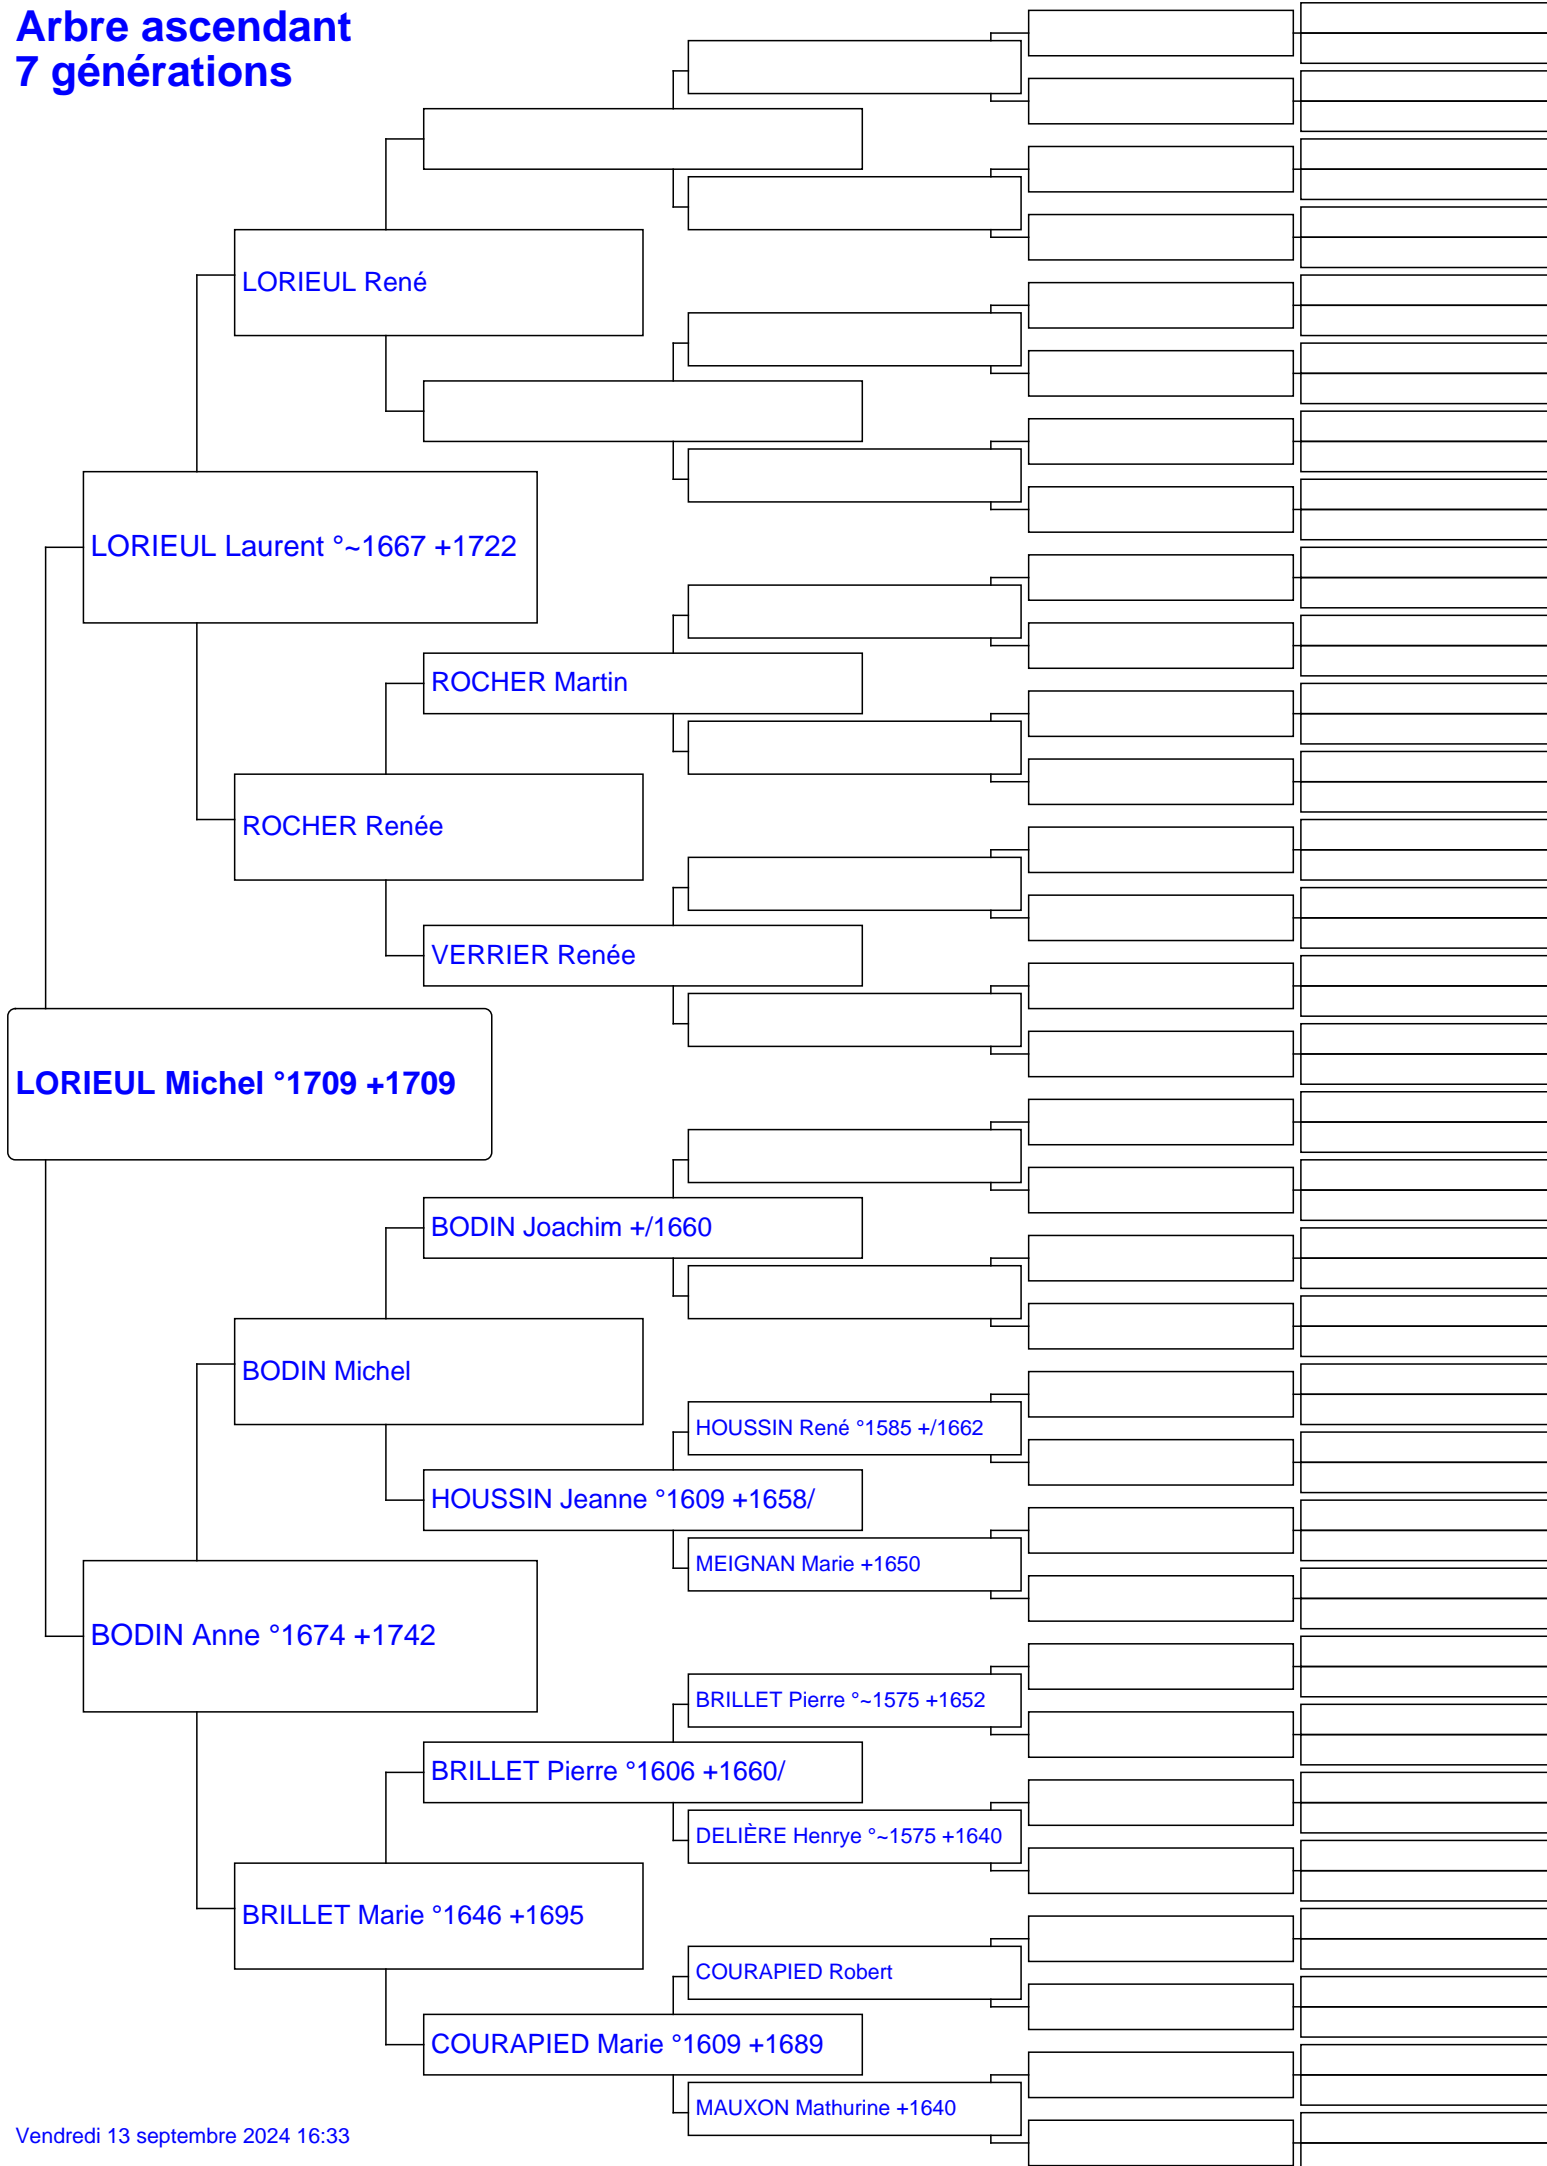 Arbre ascendant
7 générations
LORIEUL René
LORIEUL Laurent °~1667 +1722
ROCHER Martin
ROCHER Renée
VERRIER Renée
LORIEUL Michel °1709 +1709
BODIN Joachim +/1660
BODIN Michel
HOUSSIN René °1585 +/1662
HOUSSIN Jeanne °1609 +1658/
MEIGNAN Marie +1650
BODIN Anne °1674 +1742
BRILLET Pierre °~1575 +1652
BRILLET Pierre °1606 +1660/
DELIÈRE Henrye °~1575 +1640
BRILLET Marie °1646 +1695
COURAPIED Robert
COURAPIED Marie °1609 +1689
MAUXON Mathurine +1640
Vendredi 13 septembre 2024 16:33